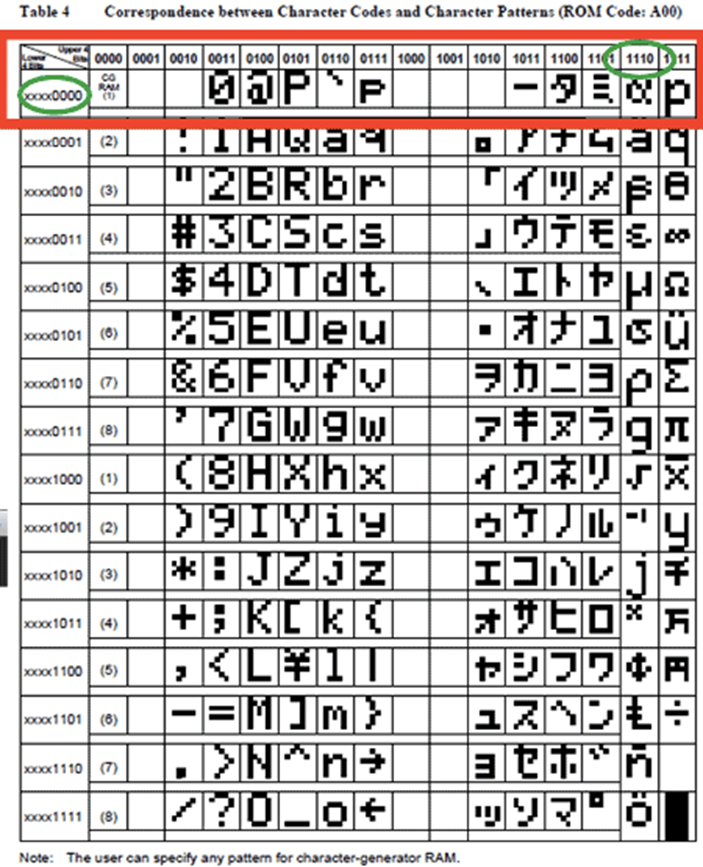 Table 4 Correspondence between Character Codes and Character Patterns (ROM Code: A00)
Lower 4 Bits Upper 4 Bits 0000 0001 0010 0011 0100 0101 0110 0111 1000 1001 1010 1011 1100 1101 1110 1111
xxxx0000 CG RAM (1) 0 @ P ` p ー タ ミ α p
xxxx0001 (2) ! 1 A Q a q 。 ア チ ム ä q
xxxx0010 (3) " 2 B R b r 「 イ ツ メ β θ
xxxx0011 (4) # 3 C S c s 」 ウ テ モ ε ∞
xxxx0100 (5) $ 4 D T d t 、 エ ト ヤ μ Ω
xxxx0101 (6) % 5 E U e u ・ オ ナ ユ σ ü
xxxx0110 (7) & 6 F V f v ヲ カ ニ ヨ ρ Σ
xxxx0111 (8) ' 7 G W g w ァ キ ヌ ラ g π
xxxx1000 (1) ( 8 H X h x ィ ク ネ リ √ x̄
xxxx1001 (2) ) 9 I Y i y ゥ ケ ノ ル ⁻¹ y
xxxx1010 (3) * : J Z j z ェ コ ハ レ j 千
xxxx1011 (4) + ; K [ k { ォ サ ヒ ロ ˣ 万
xxxx1100 (5) , < L ¥ l | ャ シ フ ワ ¢ 円
xxxx1101 (6) - = M ] m } ュ ス ヘ ン £ ÷
xxxx1110 (7) . > N ^ n → ョ セ ホ ゛ ñ
xxxx1111 (8) / ? O _ o ← ッ ソ マ ゜ ö █
Note: The user can specify any pattern for character-generator RAM.